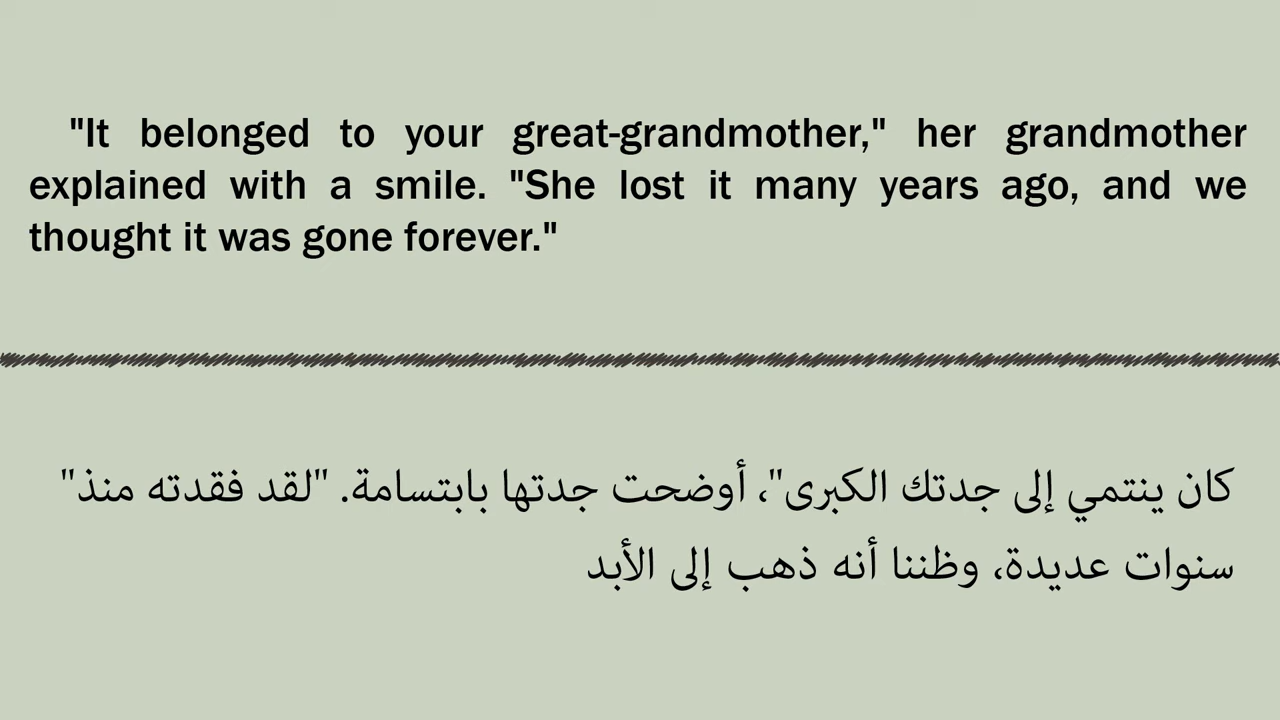 "It belonged to your great-grandmother," her grandmother
explained with a smile. "She lost it many years ago, and we
thought it was gone forever."
كان ينتمي إلى جدتك الكبرى"، أوضحت جدتها بابتسامة. "لقد فقدته منذ"
سنوات عديدة، وظننا أنه ذهب إلى الأبد